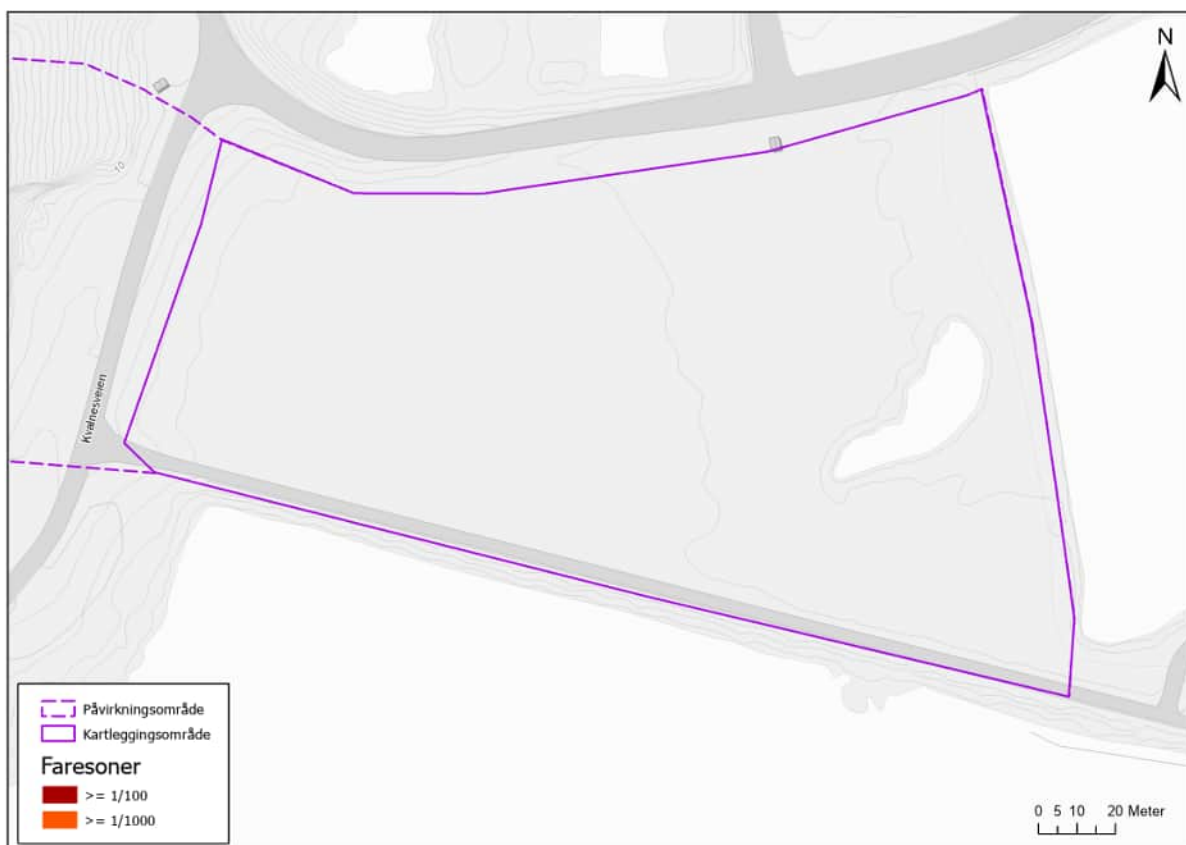 N
10
Kvalnesveien
Påvirkningsområde
Kartleggingsområde
Faresoner
>= 1/100
>= 1/1000
0 5 10 20 Meter